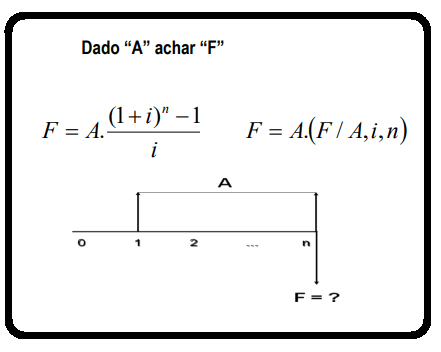 Dado “A” achar “F”
F = A.\frac{(1+i)^n −1}{i}    F = A.(F / A,i,n)
A
0 1 2 ... n
F = ?